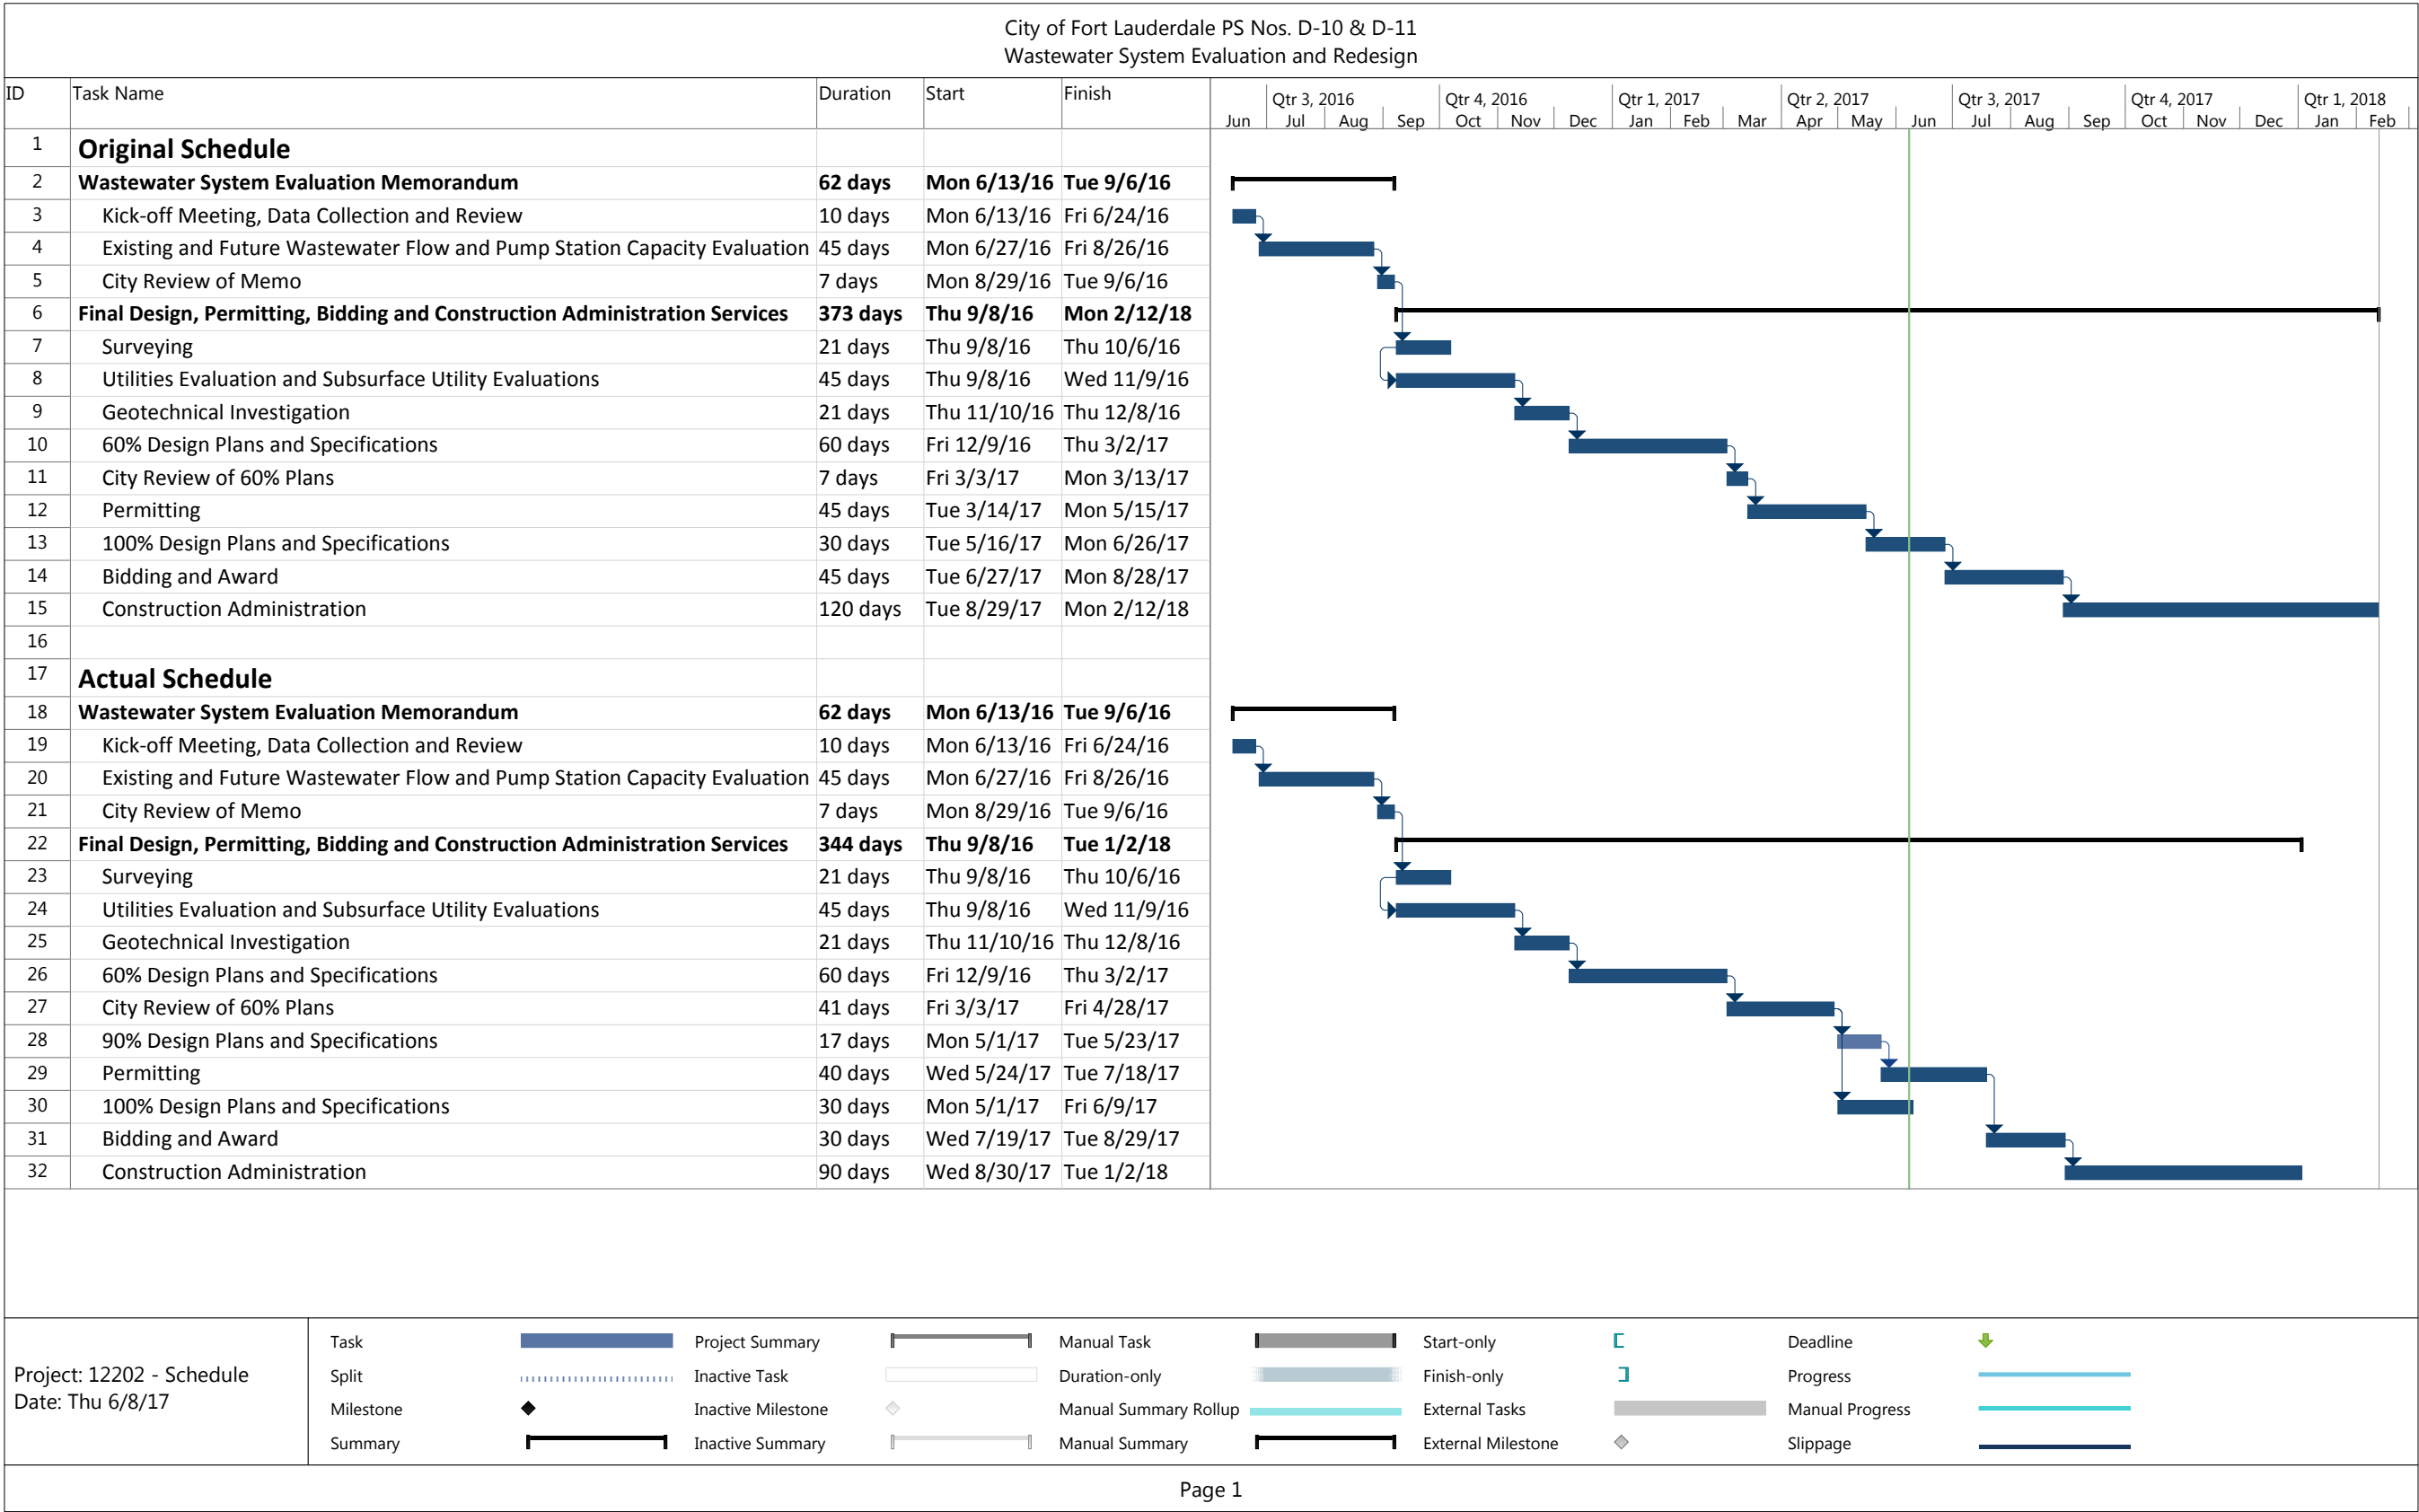 City of Fort Lauderdale PS Nos. D-10 & D-11
Wastewater System Evaluation and Redesign
ID Task Name Duration Start Finish
Qtr 3, 2016 Qtr 4, 2016 Qtr 1, 2017 Qtr 2, 2017 Qtr 3, 2017 Qtr 4, 2017 Qtr 1, 2018
Jun Jul Aug Sep Oct Nov Dec Jan Feb Mar Apr May Jun Jul Aug Sep Oct Nov Dec Jan Feb
1 Original Schedule
2 Wastewater System Evaluation Memorandum 62 days Mon 6/13/16 Tue 9/6/16
3 Kick-off Meeting, Data Collection and Review 10 days Mon 6/13/16 Fri 6/24/16
4 Existing and Future Wastewater Flow and Pump Station Capacity Evaluation 45 days Mon 6/27/16 Fri 8/26/16
5 City Review of Memo 7 days Mon 8/29/16 Tue 9/6/16
6 Final Design, Permitting, Bidding and Construction Administration Services 373 days Thu 9/8/16 Mon 2/12/18
7 Surveying 21 days Thu 9/8/16 Thu 10/6/16
8 Utilities Evaluation and Subsurface Utility Evaluations 45 days Thu 9/8/16 Wed 11/9/16
9 Geotechnical Investigation 21 days Thu 11/10/16 Thu 12/8/16
10 60% Design Plans and Specifications 60 days Fri 12/9/16 Thu 3/2/17
11 City Review of 60% Plans 7 days Fri 3/3/17 Mon 3/13/17
12 Permitting 45 days Tue 3/14/17 Mon 5/15/17
13 100% Design Plans and Specifications 30 days Tue 5/16/17 Mon 6/26/17
14 Bidding and Award 45 days Tue 6/27/17 Mon 8/28/17
15 Construction Administration 120 days Tue 8/29/17 Mon 2/12/18
16
17 Actual Schedule
18 Wastewater System Evaluation Memorandum 62 days Mon 6/13/16 Tue 9/6/16
19 Kick-off Meeting, Data Collection and Review 10 days Mon 6/13/16 Fri 6/24/16
20 Existing and Future Wastewater Flow and Pump Station Capacity Evaluation 45 days Mon 6/27/16 Fri 8/26/16
21 City Review of Memo 7 days Mon 8/29/16 Tue 9/6/16
22 Final Design, Permitting, Bidding and Construction Administration Services 344 days Thu 9/8/16 Tue 1/2/18
23 Surveying 21 days Thu 9/8/16 Thu 10/6/16
24 Utilities Evaluation and Subsurface Utility Evaluations 45 days Thu 9/8/16 Wed 11/9/16
25 Geotechnical Investigation 21 days Thu 11/10/16 Thu 12/8/16
26 60% Design Plans and Specifications 60 days Fri 12/9/16 Thu 3/2/17
27 City Review of 60% Plans 41 days Fri 3/3/17 Fri 4/28/17
28 90% Design Plans and Specifications 17 days Mon 5/1/17 Tue 5/23/17
29 Permitting 40 days Wed 5/24/17 Tue 7/18/17
30 100% Design Plans and Specifications 30 days Mon 5/1/17 Fri 6/9/17
31 Bidding and Award 30 days Wed 7/19/17 Tue 8/29/17
32 Construction Administration 90 days Wed 8/30/17 Tue 1/2/18
Project: 12202 - Schedule
Date: Thu 6/8/17
Task Project Summary Manual Task Start-only Deadline
Split Inactive Task Duration-only Finish-only Progress
Milestone Inactive Milestone Manual Summary Rollup External Tasks Manual Progress
Summary Inactive Summary Manual Summary External Milestone Slippage
Page 1